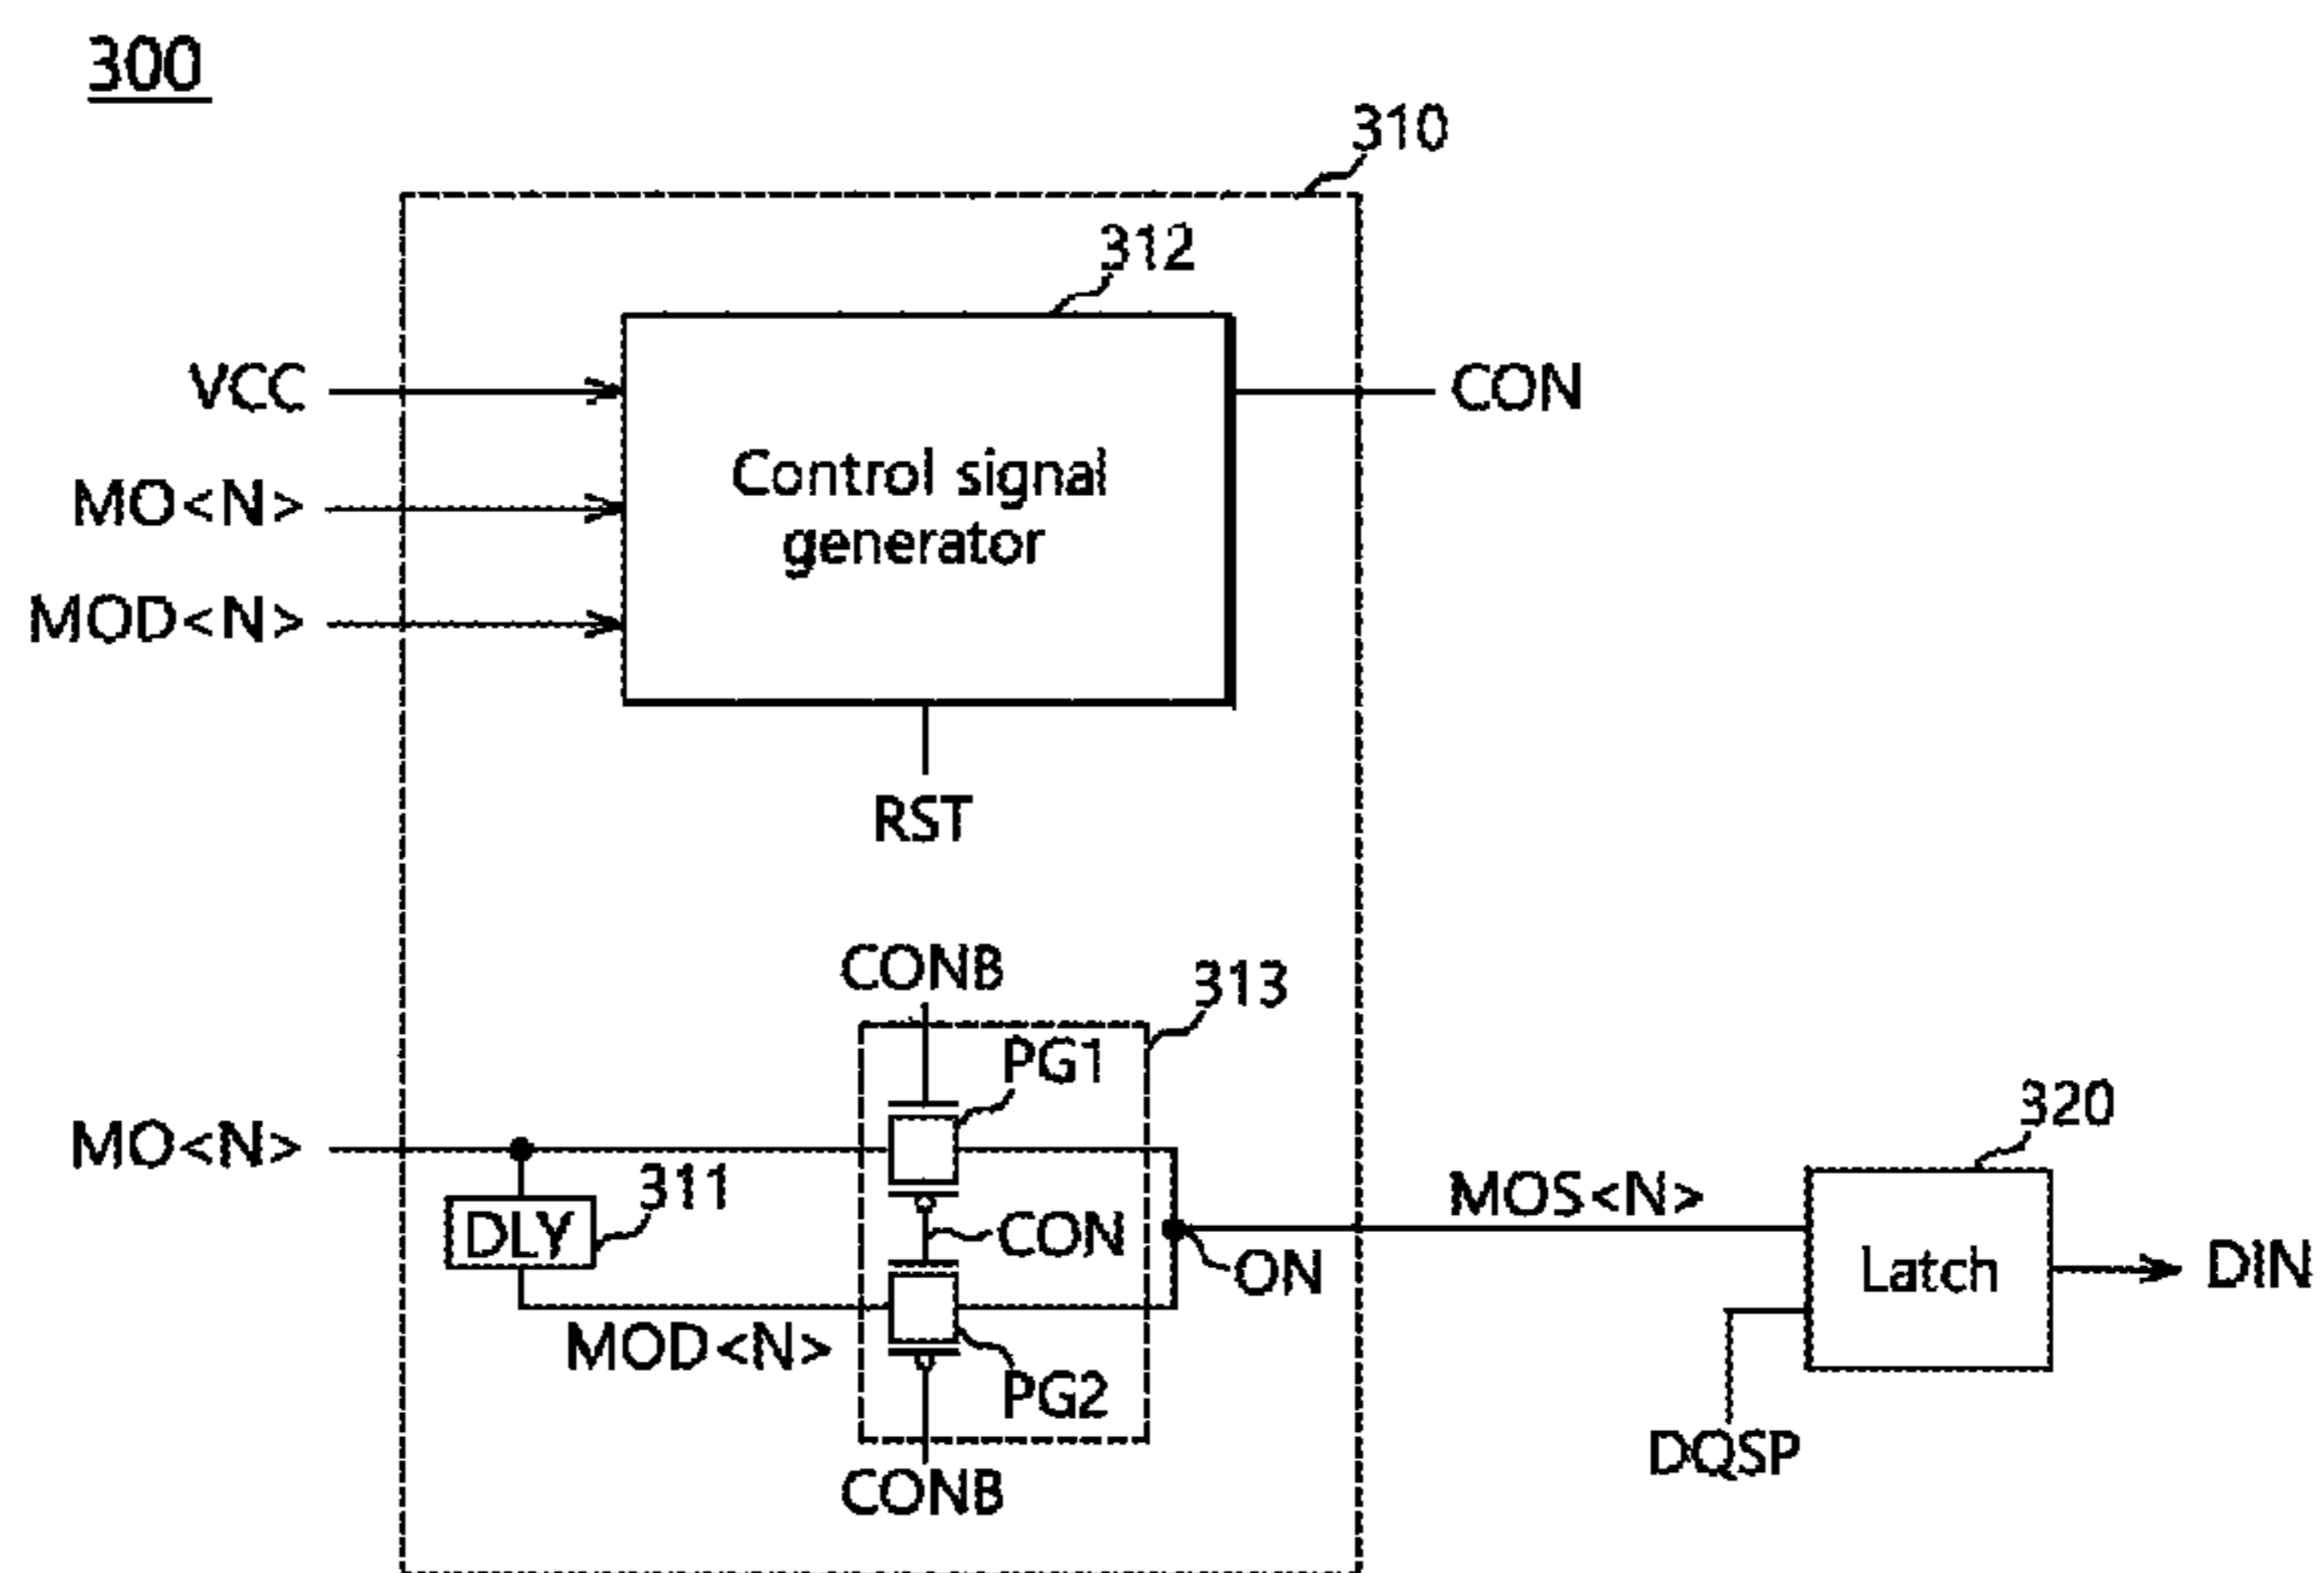 300
310
312
VCC
CON
MO<N>
Control signal
generator
MOD<N>
RST
CONB
313
PG1
MO<N>
311
DLY
CON
MOS<N>
320
ON
Latch
DIN
MOD<N>
PG2
DQSP
CONB